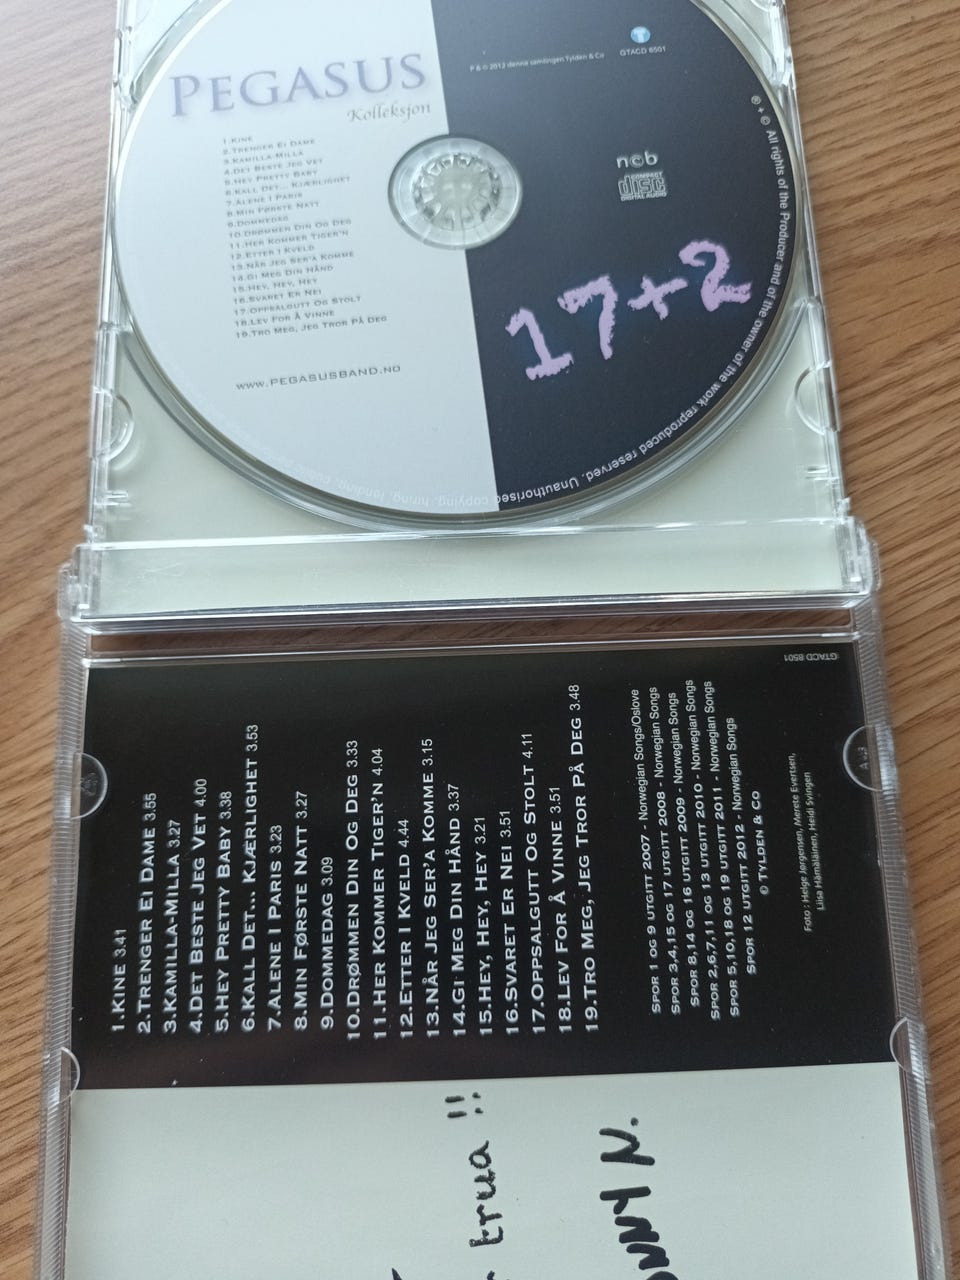 PEGASUS
Kolleksjon
1.KINE
2.TRENGER EI DAME
3.KAMILLA-MILLA
4.DET BESTE JEG VET
5.HEY PRETTY BABY
6.KALL DET... KJÆRLIGHET
7.ALENE I PARIS
8.MIN FØRSTE NATT
9.DOMMEDAG
10.DRØMMEN DIN OG DEG
11.HER KOMMER TIGER'N
12.ETTER I KVELD
13.NÅR JEG SER'A KOMME
14.GI MEG DIN HÅND
15.HEY, HEY, HEY
16.SVARET ER NEI
17.OPPSALGUTT OG STOLT
18.LEV FOR Å VINNE
19.TRO MEG, JEG TROR PÅ DEG
WWW.PEGASUSBAND.NO
P & © 2012 denne samlingen Tylden & Co
T
GTACD 8501
n©b
COMPACT
disc
DIGITAL AUDIO
17+2
℗ © + All rights of the Producer and of the owner of the work reproduced reserved. Unauthorised copying, hiring, lending, public
1.KINE 3.41
2.TRENGER EI DAME 3.55
3.KAMILLA-MILLA 3.27
4.DET BESTE JEG VET 4.00
5.HEY PRETTY BABY 3.38
6.KALL DET... KJÆRLIGHET 3.53
7.ALENE I PARIS 3.23
8.MIN FØRSTE NATT 3.27
9.DOMMEDAG 3.09
10.DRØMMEN DIN OG DEG 3.33
11.HER KOMMER TIGER'N 4.04
12.ETTER I KVELD 4.44
13.NÅR JEG SER'A KOMME 3.15
14.GI MEG DIN HÅND 3.37
15.HEY, HEY, HEY 3.21
16.SVARET ER NEI 3.51
17.OPPSALGUTT OG STOLT 4.11
18.LEV FOR Å VINNE 3.51
19.TRO MEG, JEG TROR PÅ DEG 3.48
SPOR 1 OG 9 UTGITT 2007 - Norwegian Songs/Oslove
SPOR 3,4,15 OG 17 UTGITT 2008 - Norwegian Songs
SPOR 8,14 OG 16 UTGITT 2009 - Norwegian Songs
SPOR 2,6,7,11 OG 13 UTGITT 2010 - Norwegian Songs
SPOR 5,10,18 OG 19 UTGITT 2011 - Norwegian Songs
SPOR 12 UTGITT 2012 - Norwegian Songs
© TYLDEN & CO
Foto : Helge Jørgensen, Merete Evertsen,
Liisa Hämäläinen, Heidi Svingen
GTACD 8501
trua !!
ONNY N.